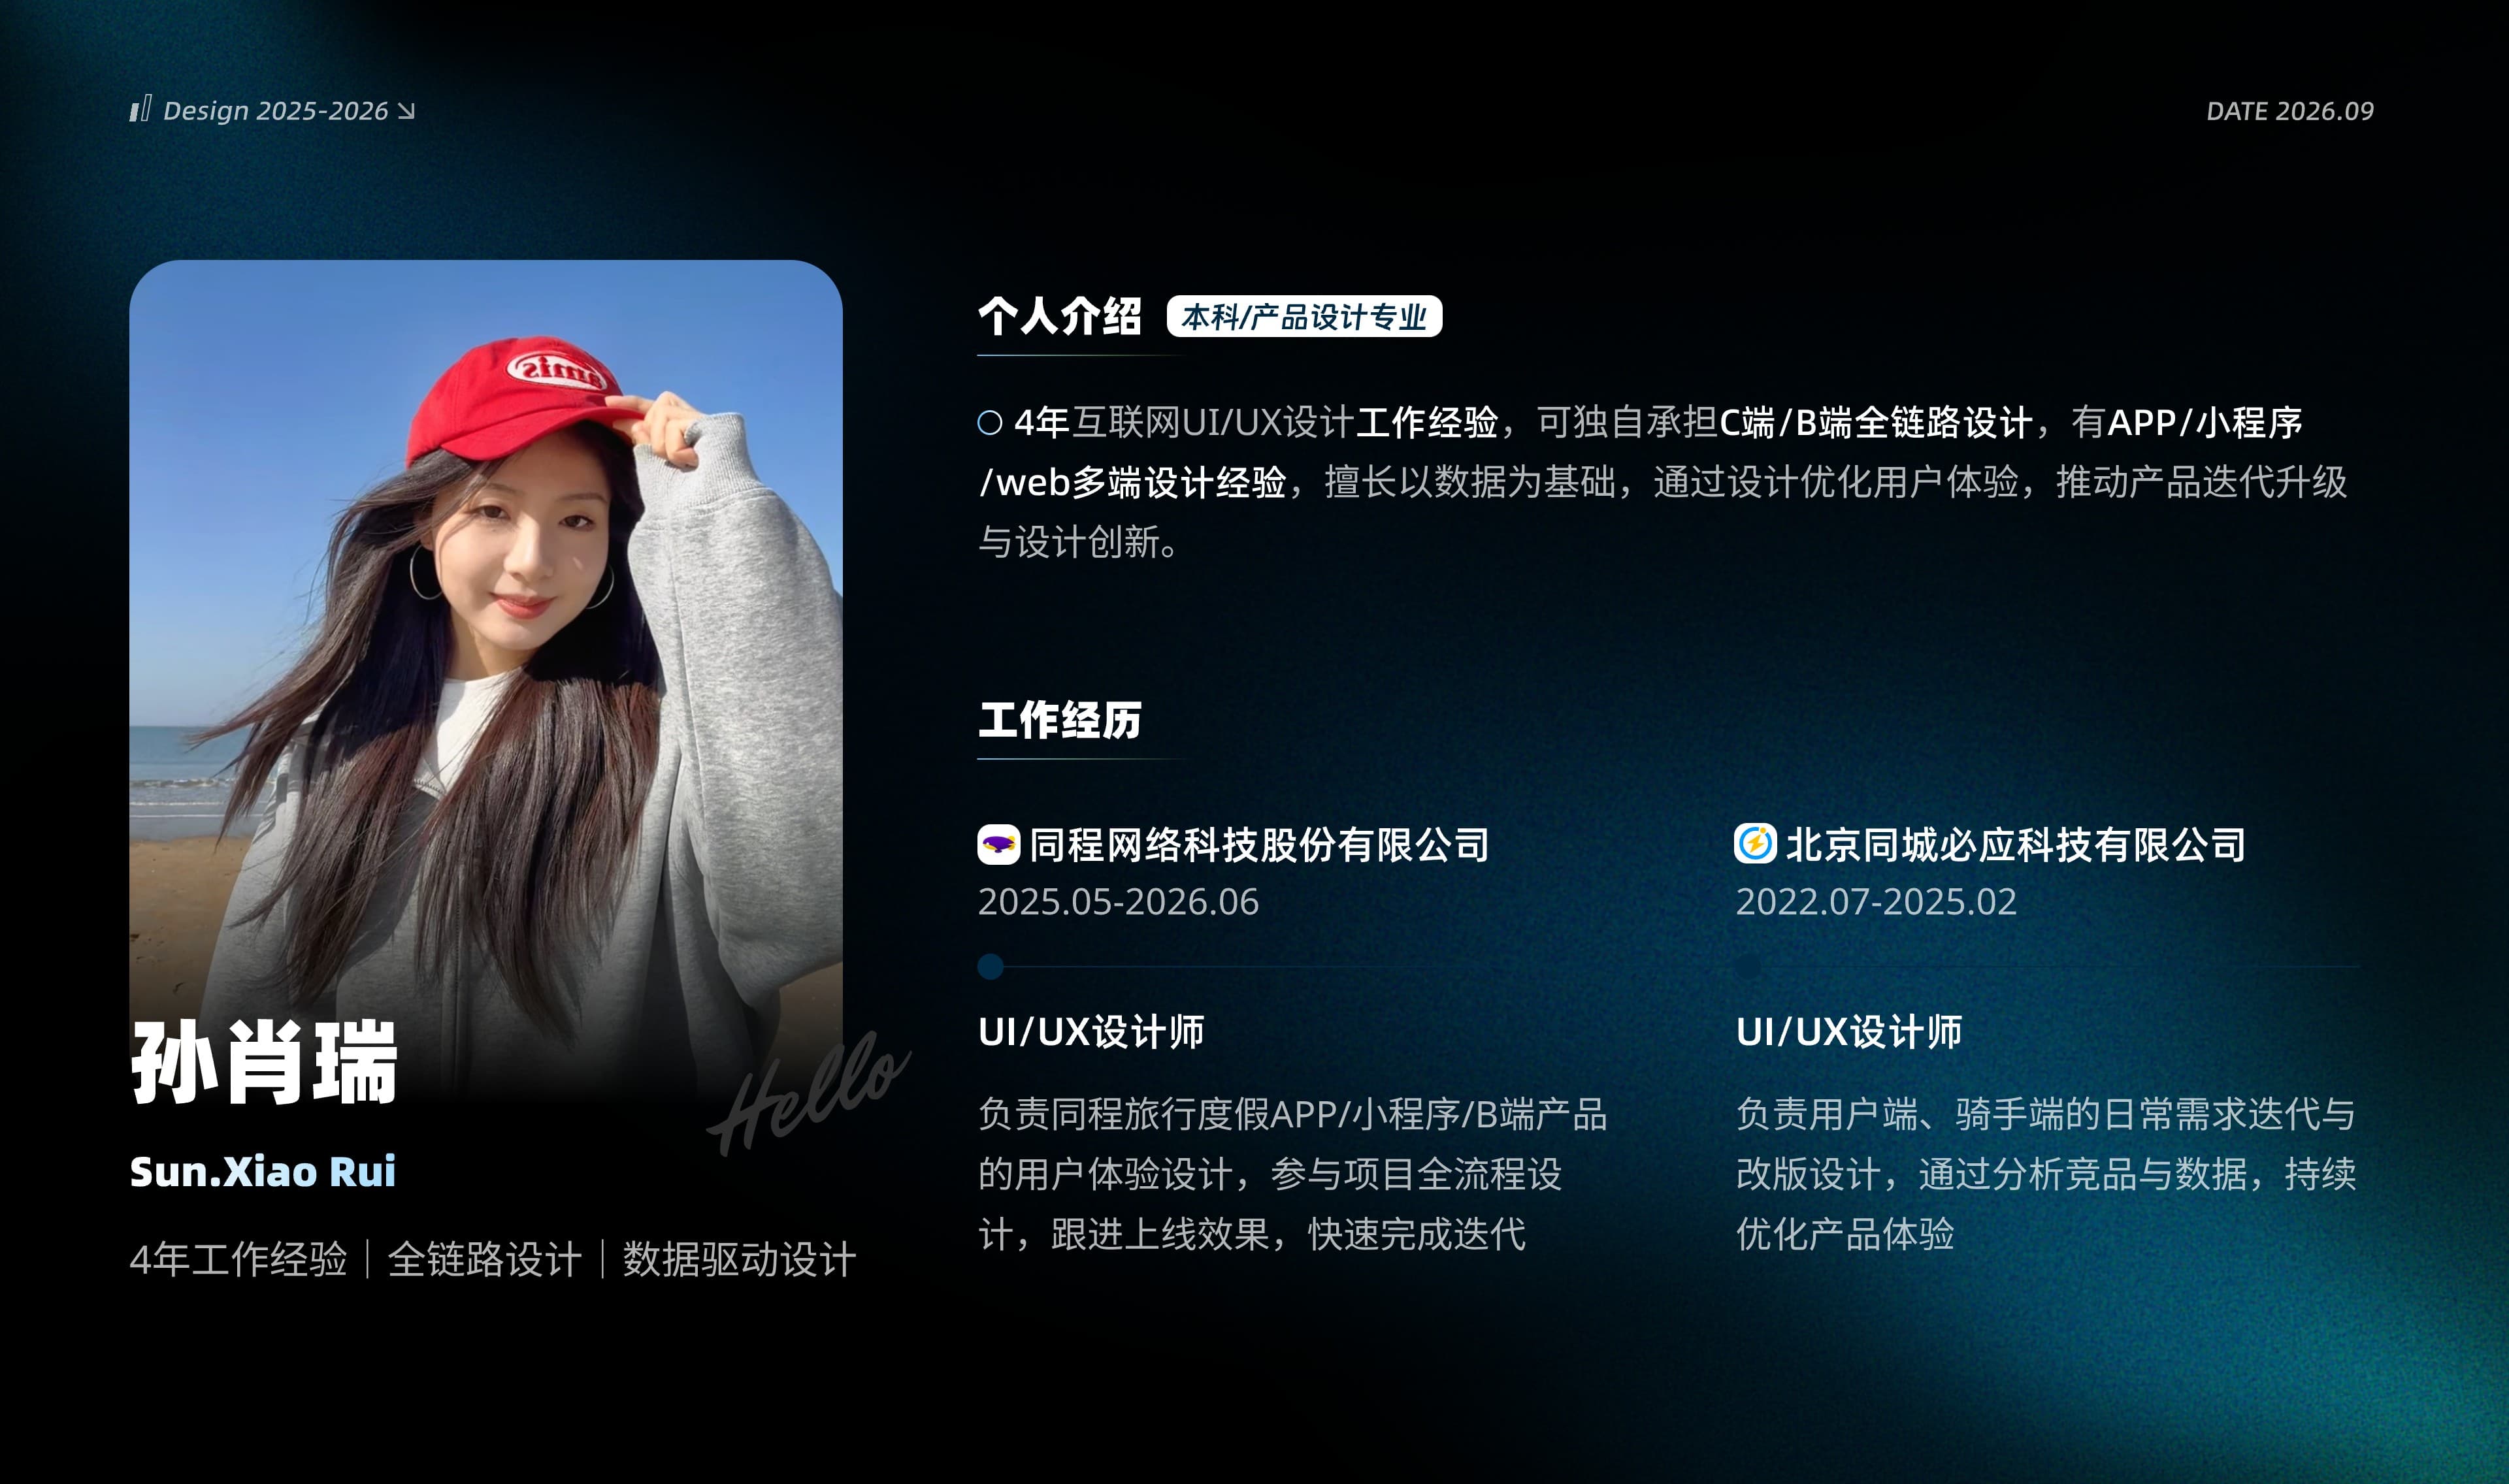 Design 2025-2026
DATE 2026.09
个人介绍 本科/产品设计专业
4年互联网UI/UX设计工作经验，可独自承担C端/B端全链路设计，有APP/小程序
/web多端设计经验，擅长以数据为基础，通过设计优化用户体验，推动产品迭代升级
与设计创新。
工作经历
同程网络科技股份有限公司
2025.05-2026.06
UI/UX设计师
负责同程旅行度假APP/小程序/B端产品
的用户体验设计，参与项目全流程设
计，跟进上线效果，快速完成迭代
北京同城必应科技有限公司
2022.07-2025.02
UI/UX设计师
负责用户端、骑手端的日常需求迭代与
改版设计，通过分析竞品与数据，持续
优化产品体验
孙肖瑞
Hello
Sun.Xiao Rui
4年工作经验｜全链路设计｜数据驱动设计